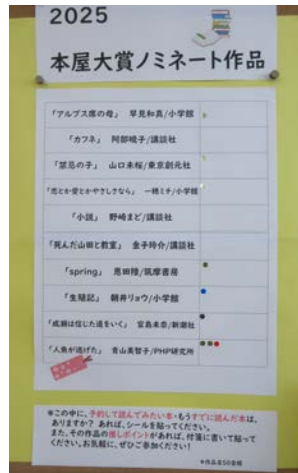 2025
本屋大賞ノミネート作品
「アルプス席の母」 早見和真/小学館
「カフネ」 阿部暁子/講談社
「禁忌の子」 山口未桜/東京創元社
「恋とか愛とかやさしさなら」 一穂ミチ/小学館
「小説」 野崎まど/講談社
「死んだ山田と教室」 金子玲介/講談社
「spring」 恩田陸/筑摩書房
「生殖記」 朝井リョウ/小学館
「成瀬は信じた道をいく」 宮島未奈/新潮社
「人魚が逃げた」 青山美智子/PHP研究所
*この中に、予約して読んでみたい本・もうすでに読んだ本は、
ありますか? あれば、シールを貼ってください。
また、その作品の推しポイントがあれば、付箋に書いて貼って
ください。お気軽に、ぜひご参加ください!
*作品名50音順